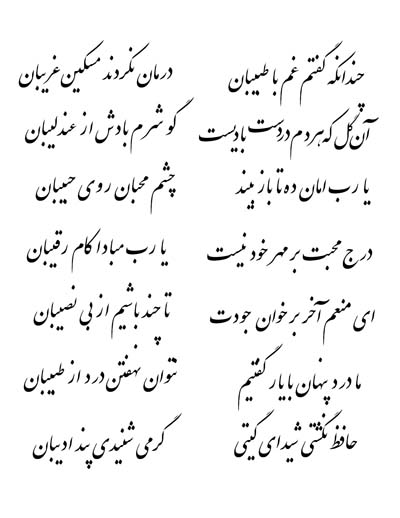 چندانکه گفتم غم با طبیبان درمان نکردند مسکین غریبان
آن گل که هر دم در دست بادیست گو شرم بادش از عندلیبان
یا رب امان ده تا باز بیند چشم محبان روی حبیبان
درج محبت بر مهر خود نیست یا رب مبادا کام رقیبان
ای منعم آخر بر خوان جودت تا چند باشیم از بی نصیبان
ما درد پنهان با یار گفتیم نتوان نهفتن درد از طبیبان
حافظ نگشتی شیدای گیتی گر می شنیدی پند ادیبان